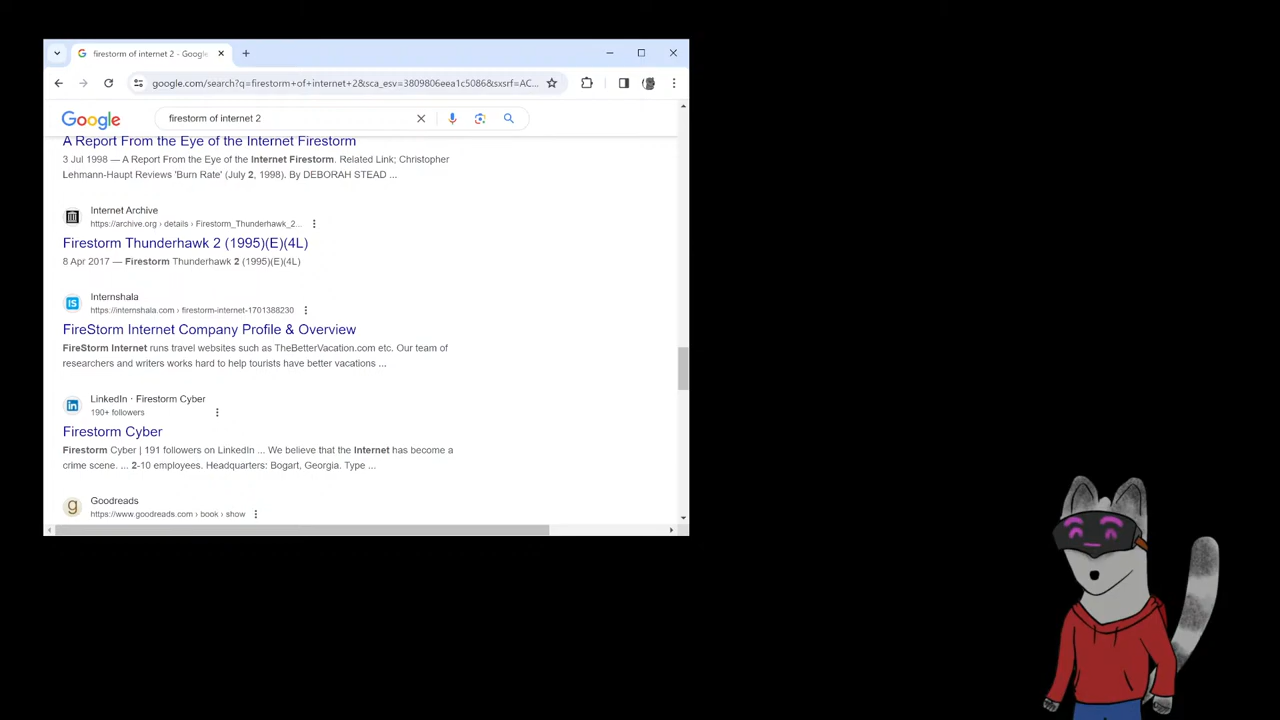 firestorm of internet 2 - Google
google.com/search?q=firestorm+of+internet+2&sca_esv=3809806eea1c5086&sxsrf=AC...
Google
firestorm of internet 2
A Report From the Eye of the Internet Firestorm
3 Jul 1998 — A Report From the Eye of the Internet Firestorm. Related Link; Christopher
Lehmann-Haupt Reviews 'Burn Rate' (July 2, 1998). By DEBORAH STEAD ...
Internet Archive
https://archive.org › details › Firestorm_Thunderhawk_2...
Firestorm Thunderhawk 2 (1995)(E)(4L)
8 Apr 2017 — Firestorm Thunderhawk 2 (1995)(E)(4L)
IS
Internshala
https://internshala.com › firestorm-internet-1701388230
FireStorm Internet Company Profile & Overview
FireStorm Internet runs travel websites such as TheBetterVacation.com etc. Our team of
researchers and writers works hard to help tourists have better vacations ...
in
LinkedIn · Firestorm Cyber
190+ followers
Firestorm Cyber
Firestorm Cyber | 191 followers on LinkedIn ... We believe that the Internet has become a
crime scene. ... 2-10 employees. Headquarters: Bogart, Georgia. Type ...
g
Goodreads
https://www.goodreads.com › book › show